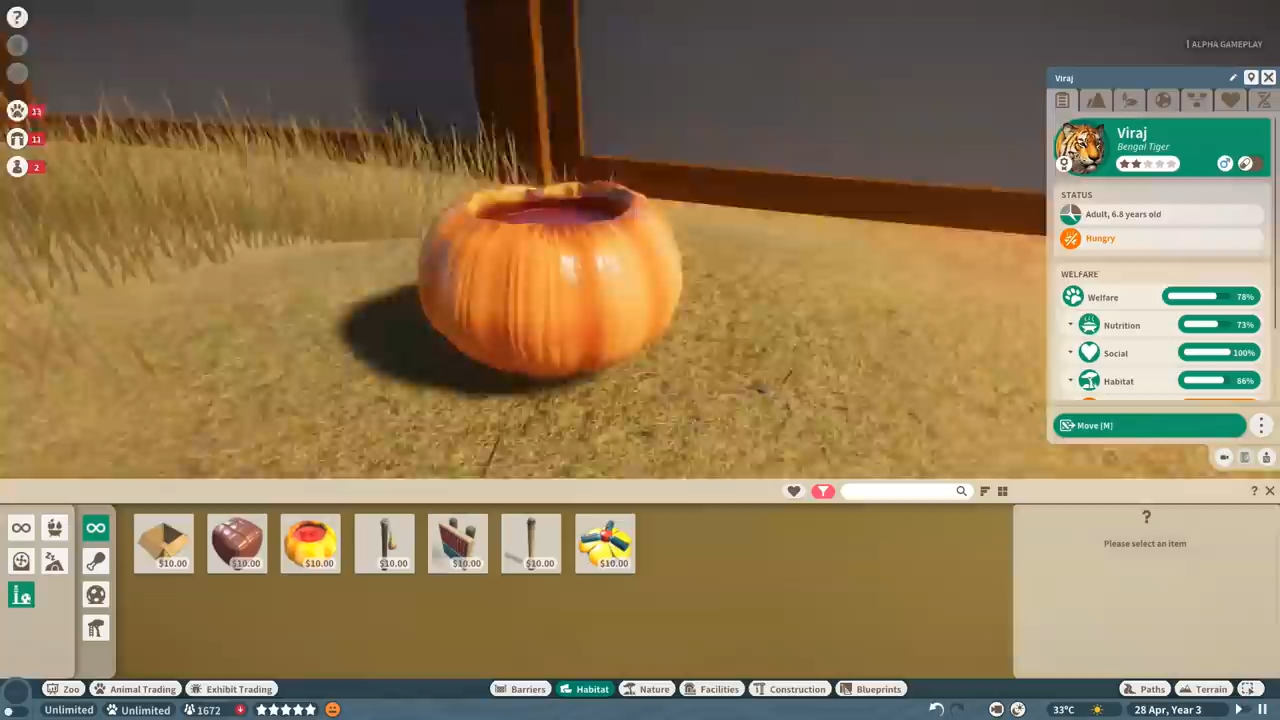 ?
ALPHA GAMEPLAY
Viraj
13
11
2
Viraj
Bengal Tiger
STATUS
Adult, 6.8 years old
Hungry
WELFARE
Welfare 78%
Nutrition 73%
Social 100%
Habitat 86%
Move [M]
? 
$10.00 $10.00 $10.00 $10.00 $10.00 $10.00 $10.00
?
Please select an item
Zoo Animal Trading Exhibit Trading Barriers Habitat Nature Facilities Construction Blueprints Paths Terrain
Unlimited Unlimited 1672 33°C 28 Apr, Year 3